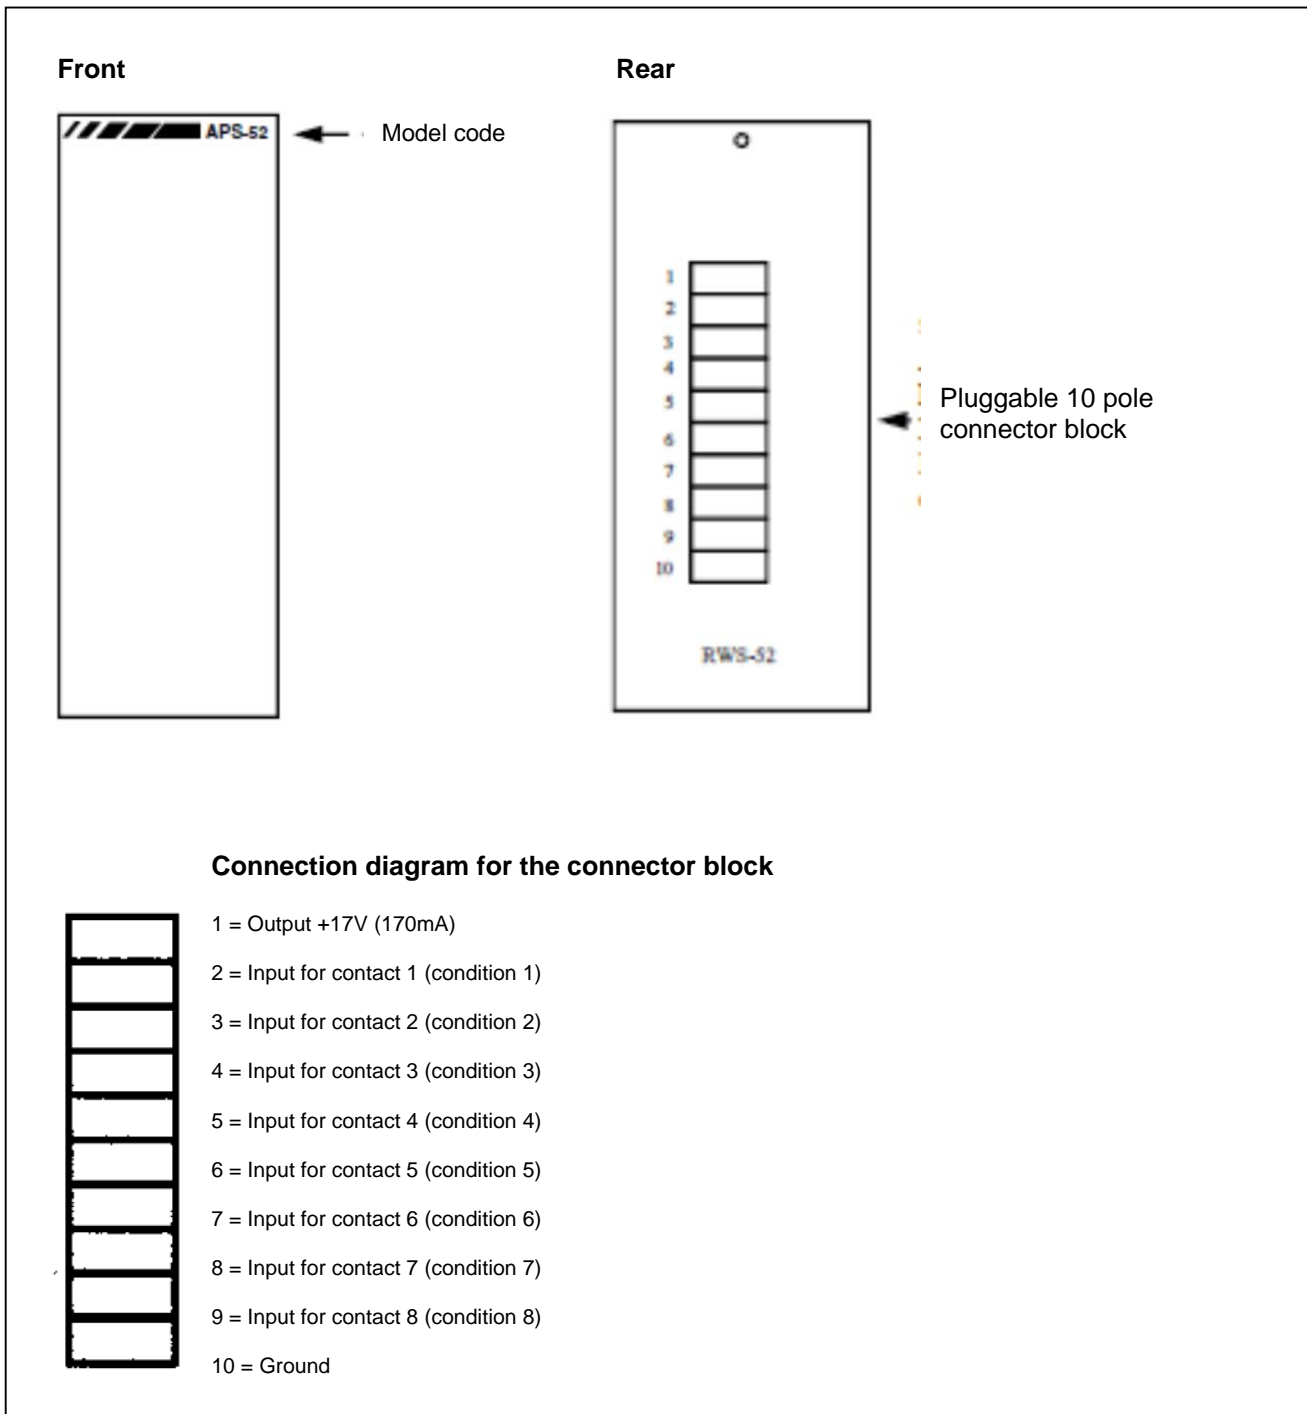 Front
Rear
APS-52
Model code
1
2
3
4
5
6
7
8
9
10
Pluggable 10 pole
connector block
RWS-52
Connection diagram for the connector block
1 = Output +17V (170mA)
2 = Input for contact 1 (condition 1)
3 = Input for contact 2 (condition 2)
4 = Input for contact 3 (condition 3)
5 = Input for contact 4 (condition 4)
6 = Input for contact 5 (condition 5)
7 = Input for contact 6 (condition 6)
8 = Input for contact 7 (condition 7)
9 = Input for contact 8 (condition 8)
10 = Ground